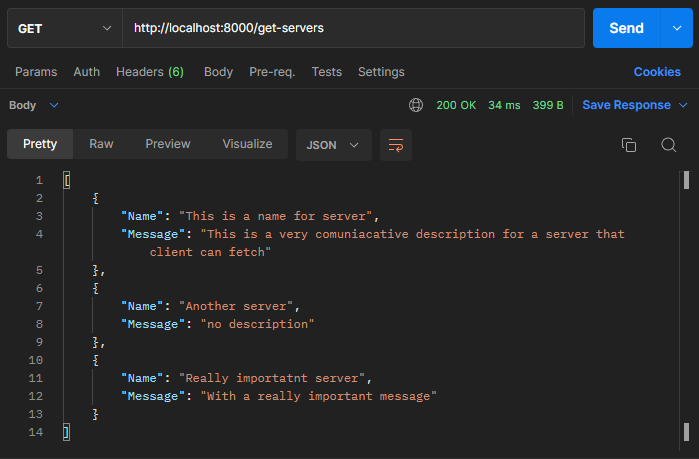 GET http://localhost:8000/get-servers Send
Params Auth Headers (6) Body Pre-req. Tests Settings Cookies
Body 200 OK 34 ms 399 B Save Response
Pretty Raw Preview Visualize JSON
1 [
2 {
3 "Name": "This is a name for server",
4 "Message": "This is a very comuniacative description for a server that
client can fetch"
5 },
6 {
7 "Name": "Another server",
8 "Message": "no description"
9 },
10 {
11 "Name": "Really importatnt server",
12 "Message": "With a really important message"
13 }
14 ]